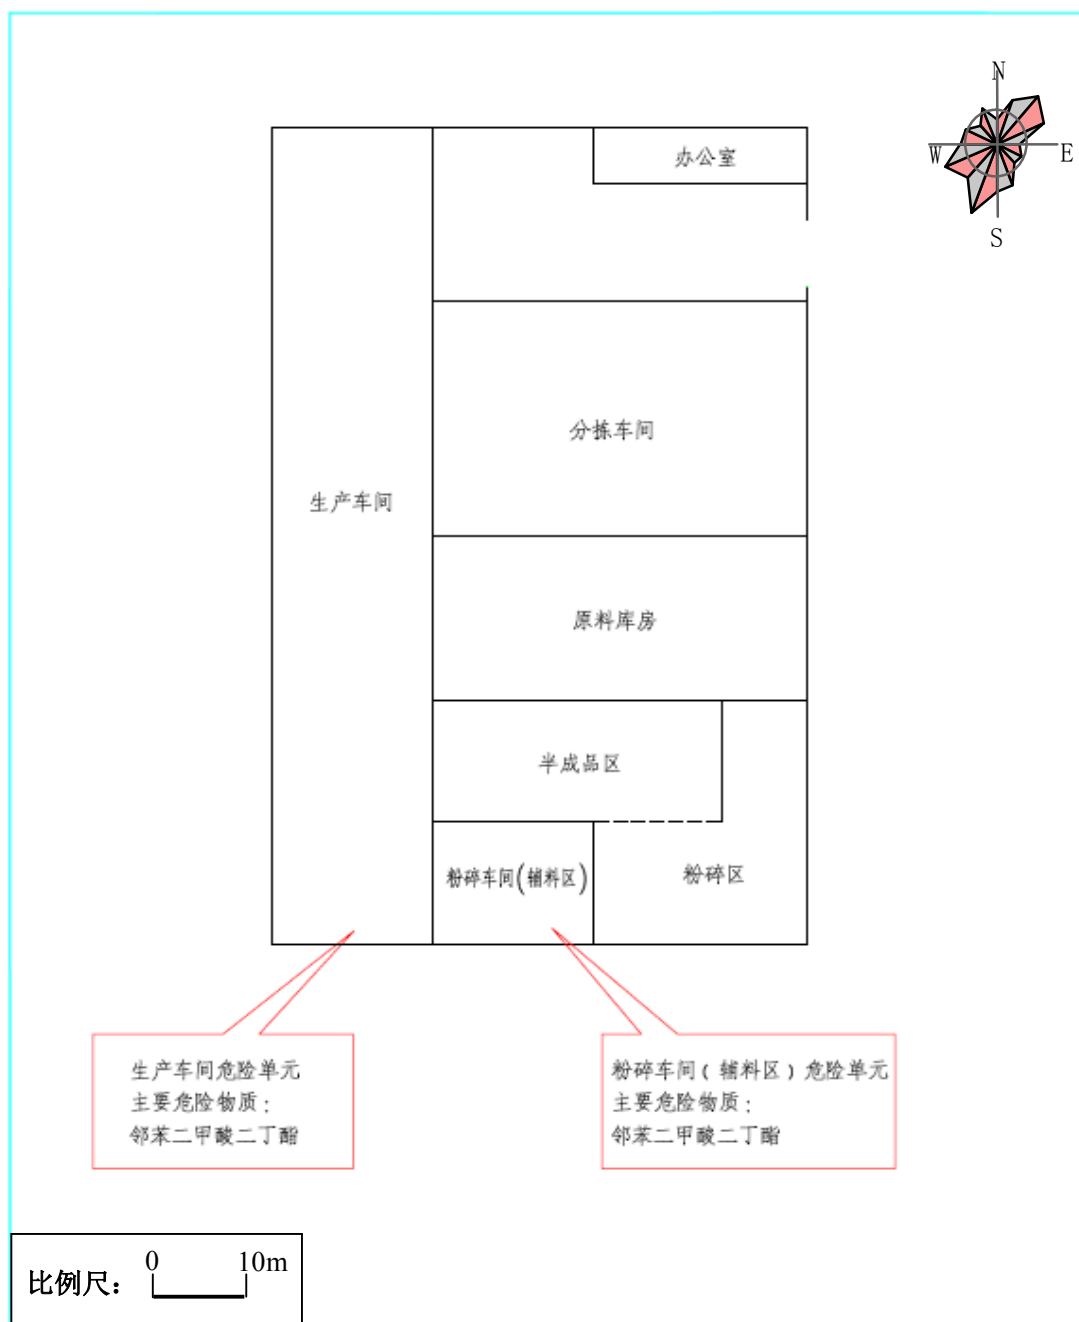 N
W
E
S
办公室
分拣车间
生产车间
原料库房
半成品区
粉碎车间(辅料区)
粉碎区
生产车间危险单元
主要危险物质：
邻苯二甲酸二丁酯
粉碎车间（辅料区）危险单元
主要危险物质：
邻苯二甲酸二丁酯
比例尺： 0 10m